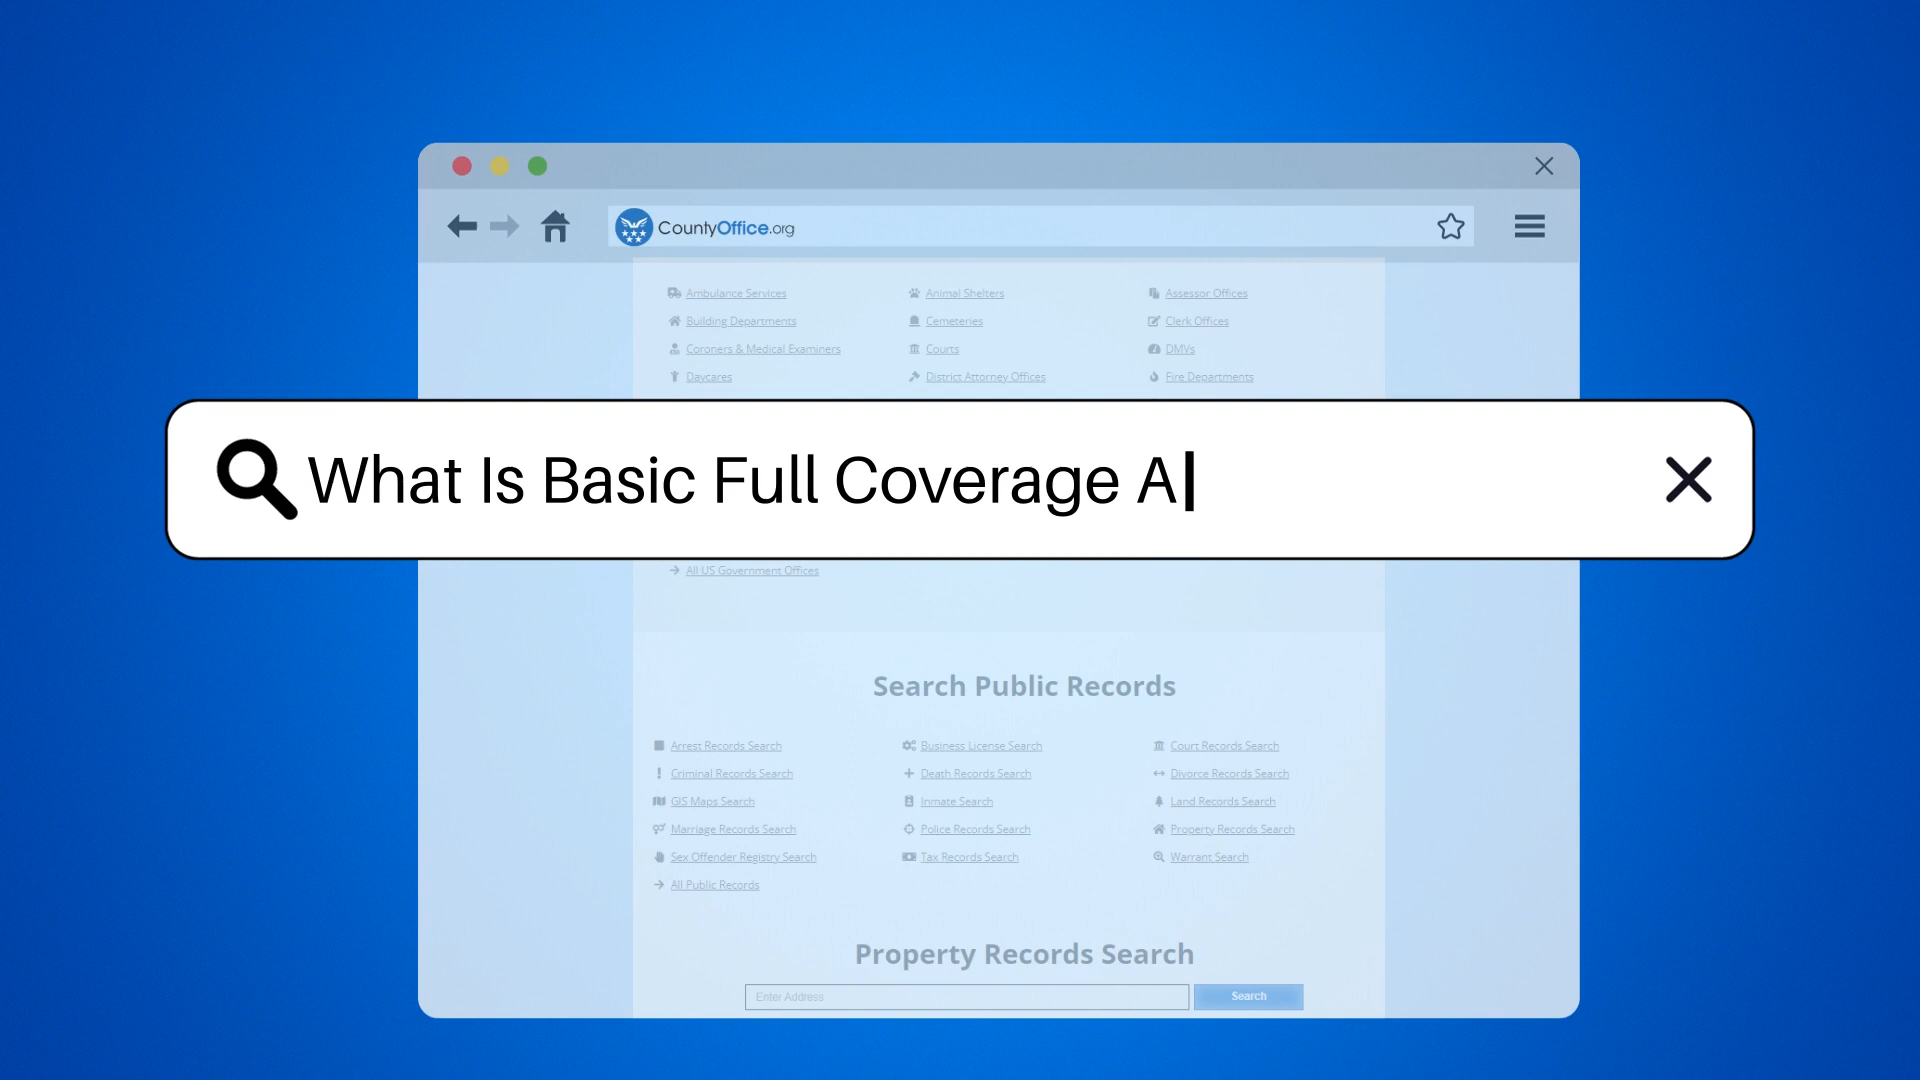 CountyOffice.org
Ambulance Services Animal Shelters Assessor Offices
Building Departments Cemeteries Clerk Offices
Coroners & Medical Examiners Courts DMVs
Daycares District Attorney Offices Fire Departments
What Is Basic Full Coverage A
All US Government Offices
Search Public Records
Arrest Records Search Business License Search Court Records Search
Criminal Records Search Death Records Search Divorce Records Search
GIS Maps Search Inmate Search Land Records Search
Marriage Records Search Police Records Search Property Records Search
Sex Offender Registry Search Tax Records Search Warrant Search
All Public Records
Property Records Search
Enter Address Search